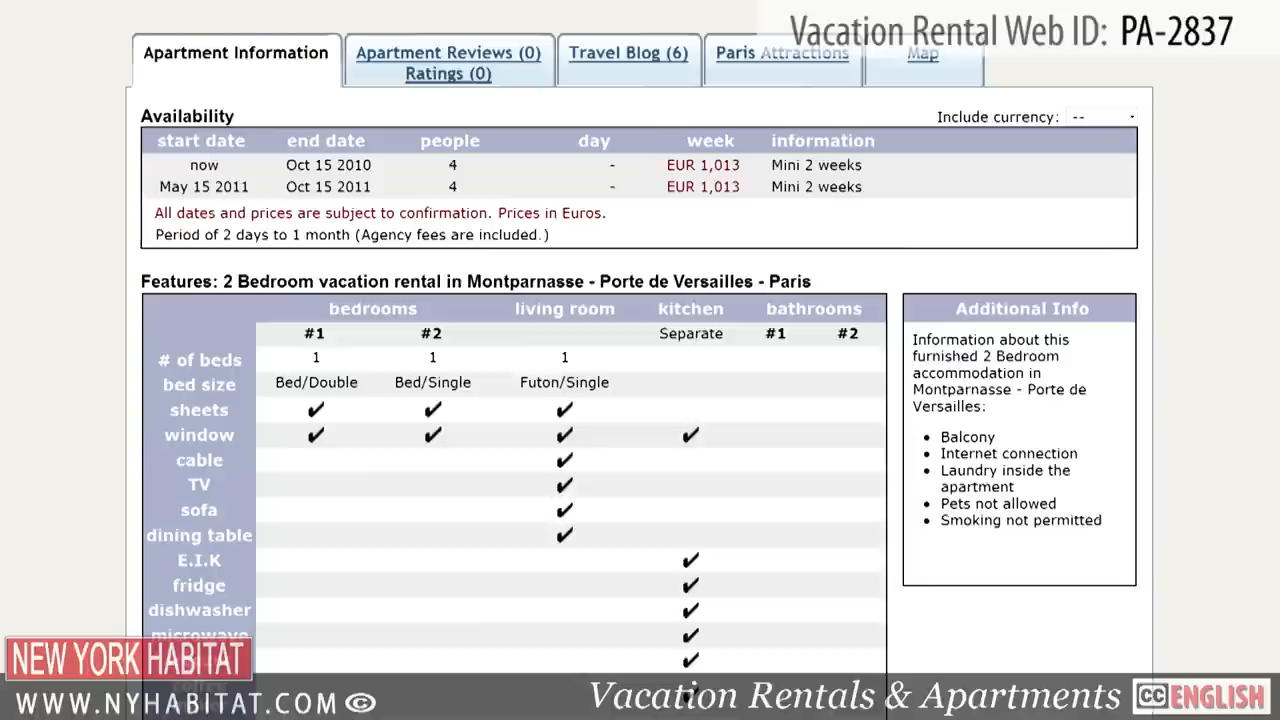 Vacation Rental Web ID: PA-2837
Apartment Information
Apartment Reviews (0)
Ratings (0)
Travel Blog (6)
Paris Attractions
Map
Availability
Include currency: --
start date end date people day week information
now Oct 15 2010 4 - EUR 1,013 Mini 2 weeks
May 15 2011 Oct 15 2011 4 - EUR 1,013 Mini 2 weeks
All dates and prices are subject to confirmation. Prices in Euros.
Period of 2 days to 1 month (Agency fees are included.)
Features: 2 Bedroom vacation rental in Montparnasse - Porte de Versailles - Paris
bedrooms living room kitchen bathrooms
#1 #2 Separate #1 #2
# of beds 1 1 1
bed size Bed/Double Bed/Single Futon/Single
sheets ✔ ✔ ✔
window ✔ ✔ ✔ ✔
cable ✔
TV ✔
sofa ✔
dining table ✔
E.I.K ✔
fridge ✔
dishwasher ✔
microwave ✔
✔
Additional Info
Information about this
furnished 2 Bedroom
accommodation in
Montparnasse - Porte de
Versailles:
• Balcony
• Internet connection
• Laundry inside the
apartment
• Pets not allowed
• Smoking not permitted
NEW YORK HABITAT
WWW.NYHABITAT.COM ©
Vacation Rentals & Apartments
CC ENGLISH